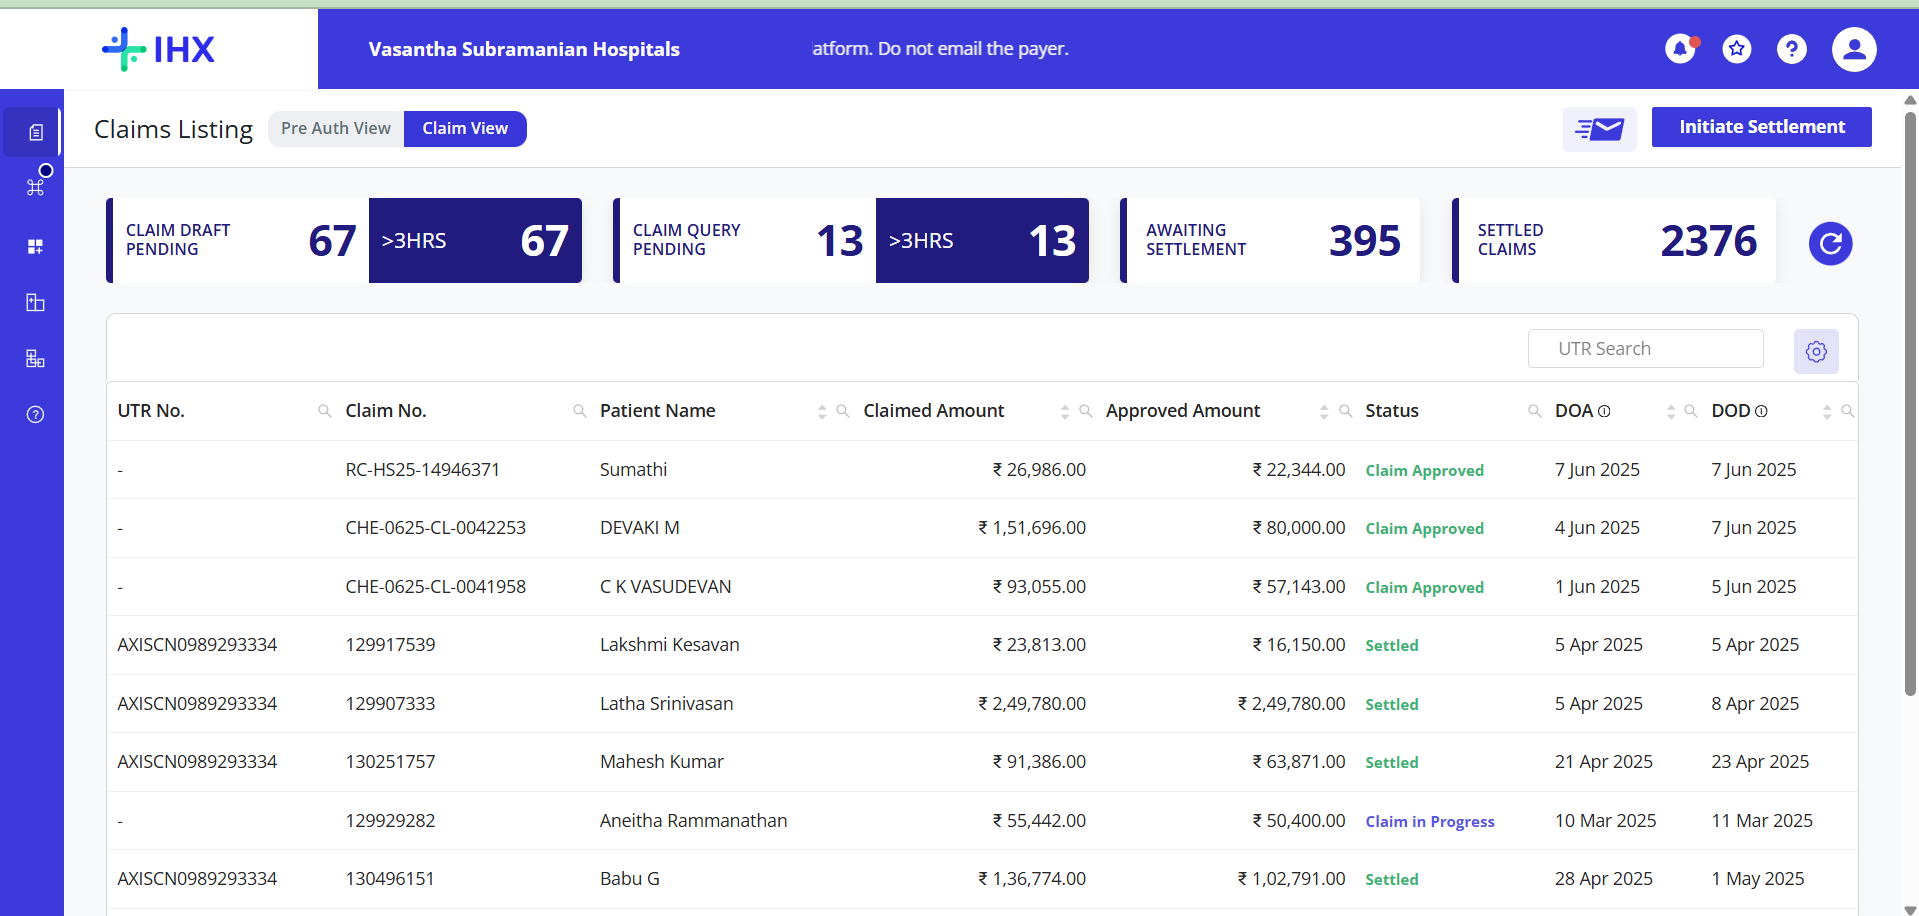 IHX
Vasantha Subramanian Hospitals
atform. Do not email the payer.
Claims Listing
Pre Auth View
Claim View
Initiate Settlement
CLAIM DRAFT PENDING 67 >3HRS 67
CLAIM QUERY PENDING 13 >3HRS 13
AWAITING SETTLEMENT 395
SETTLED CLAIMS 2376
UTR Search
UTR No. Claim No. Patient Name Claimed Amount Approved Amount Status DOA DOD
- RC-HS25-14946371 Sumathi ₹ 26,986.00 ₹ 22,344.00 Claim Approved 7 Jun 2025 7 Jun 2025
- CHE-0625-CL-0042253 DEVAKI M ₹ 1,51,696.00 ₹ 80,000.00 Claim Approved 4 Jun 2025 7 Jun 2025
- CHE-0625-CL-0041958 C K VASUDEVAN ₹ 93,055.00 ₹ 57,143.00 Claim Approved 1 Jun 2025 5 Jun 2025
AXISCN0989293334 129917539 Lakshmi Kesavan ₹ 23,813.00 ₹ 16,150.00 Settled 5 Apr 2025 5 Apr 2025
AXISCN0989293334 129907333 Latha Srinivasan ₹ 2,49,780.00 ₹ 2,49,780.00 Settled 5 Apr 2025 8 Apr 2025
AXISCN0989293334 130251757 Mahesh Kumar ₹ 91,386.00 ₹ 63,871.00 Settled 21 Apr 2025 23 Apr 2025
- 129929282 Aneitha Rammanathan ₹ 55,442.00 ₹ 50,400.00 Claim in Progress 10 Mar 2025 11 Mar 2025
AXISCN0989293334 130496151 Babu G ₹ 1,36,774.00 ₹ 1,02,791.00 Settled 28 Apr 2025 1 May 2025